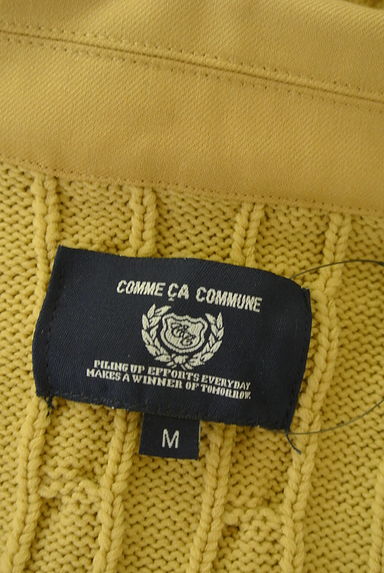 COMME ÇA COMMUNE
PILING UP EFFORTS EVERYDAY
MAKES A WINNER OF TOMORROW.
M